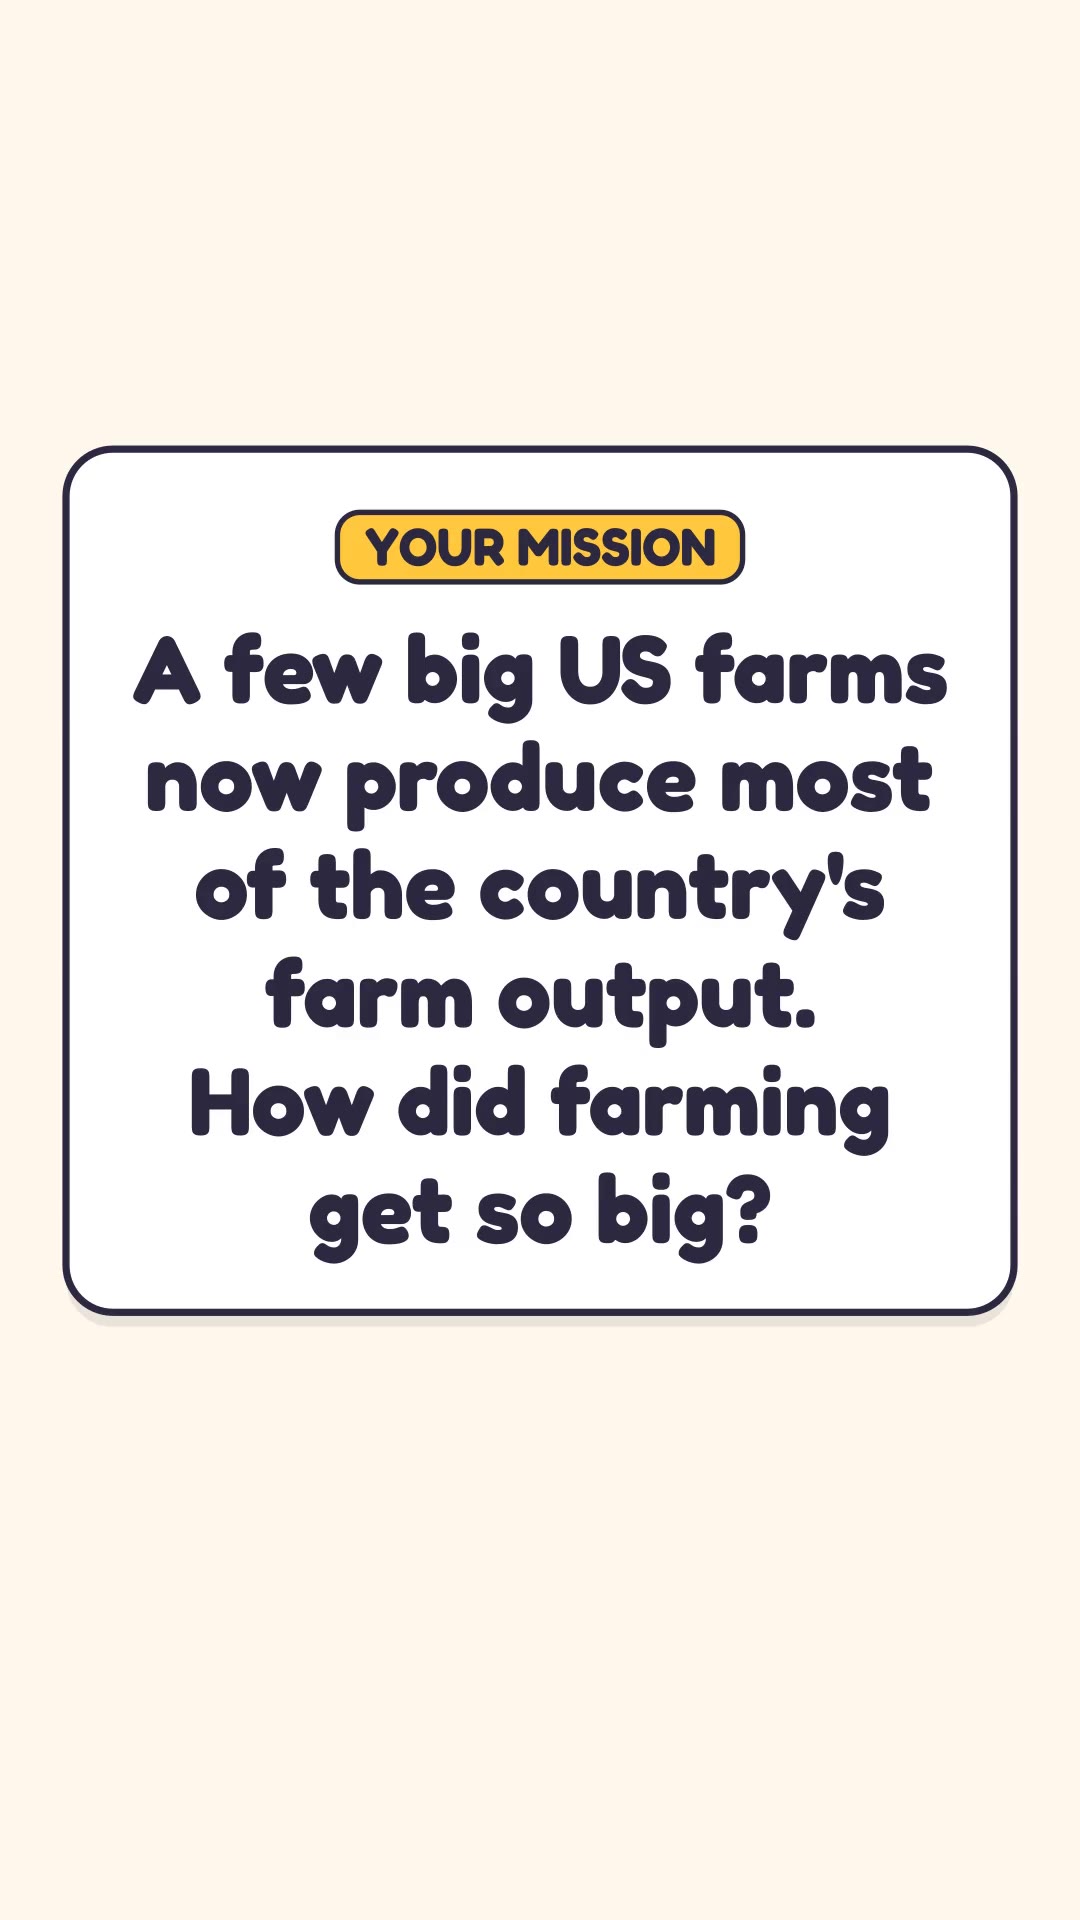 YOUR MISSION
A few big US farms
now produce most
of the country's
farm output.
How did farming
get so big?